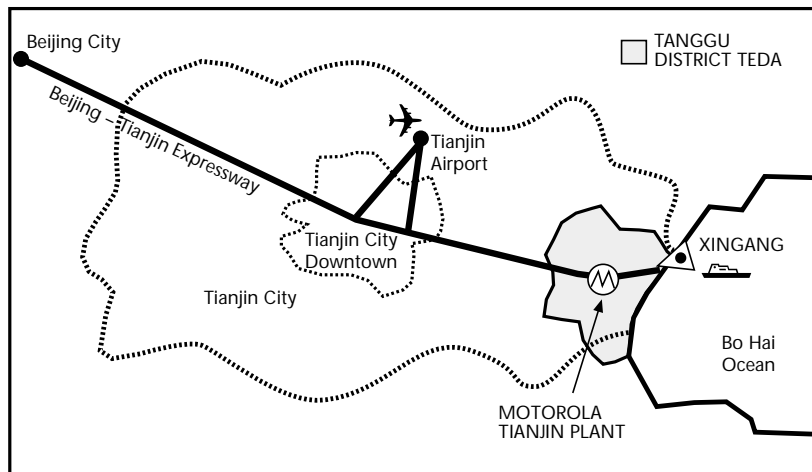 Beijing City
TANGGU
DISTRICT TEDA
Beijing – Tianjin Expressway
Tianjin
Airport
Tianjin City
Downtown
XINGANG
Tianjin City
Bo Hai
Ocean
MOTOROLA
TIANJIN PLANT